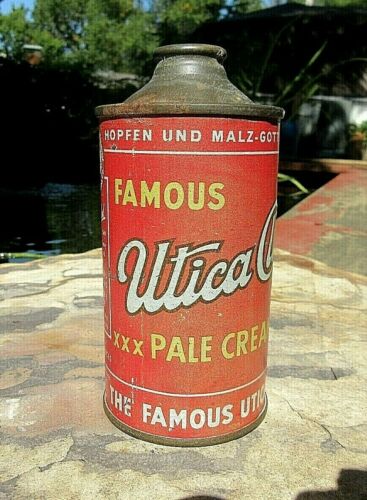 HOPFEN UND MALZ-GOTT
FAMOUS
Utica C
xxx PALE CREA
THE FAMOUS UTIC